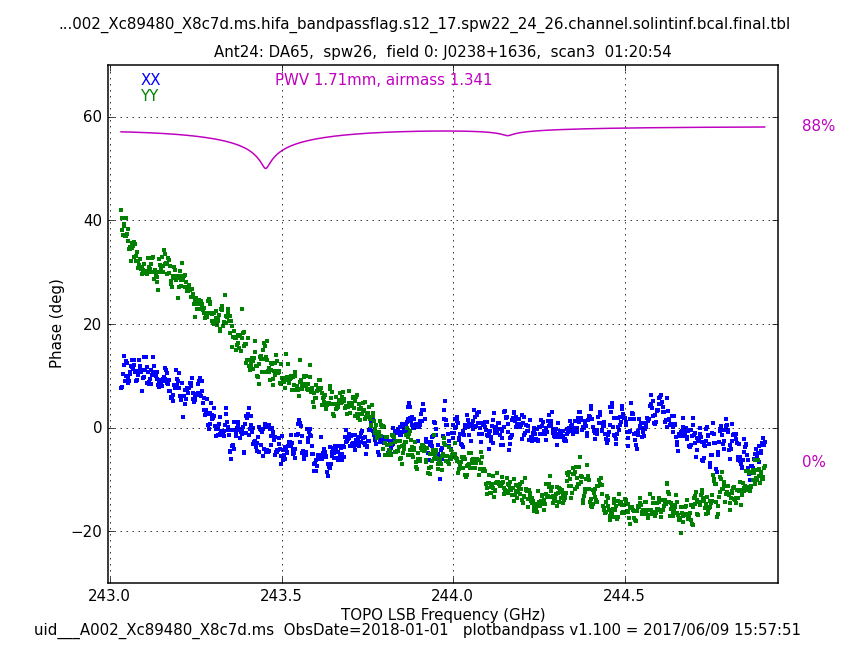 ...002_Xc89480_X8c7d.ms.hifa_bandpassflag.s12_17.spw22_24_26.channel.solintinf.bcal.final.tbl
Ant24: DA65,  spw26,  field 0: J0238+1636,  scan3  01:20:54
XX
PWV 1.71mm, airmass 1.341
YY
60
88%
40
20
Phase (deg)
0
0%
−20
243.0
243.5
244.0
244.5
TOPO LSB Frequency (GHz)
uid___A002_Xc89480_X8c7d.ms  ObsDate=2018-01-01   plotbandpass v1.100 = 2017/06/09 15:57:51